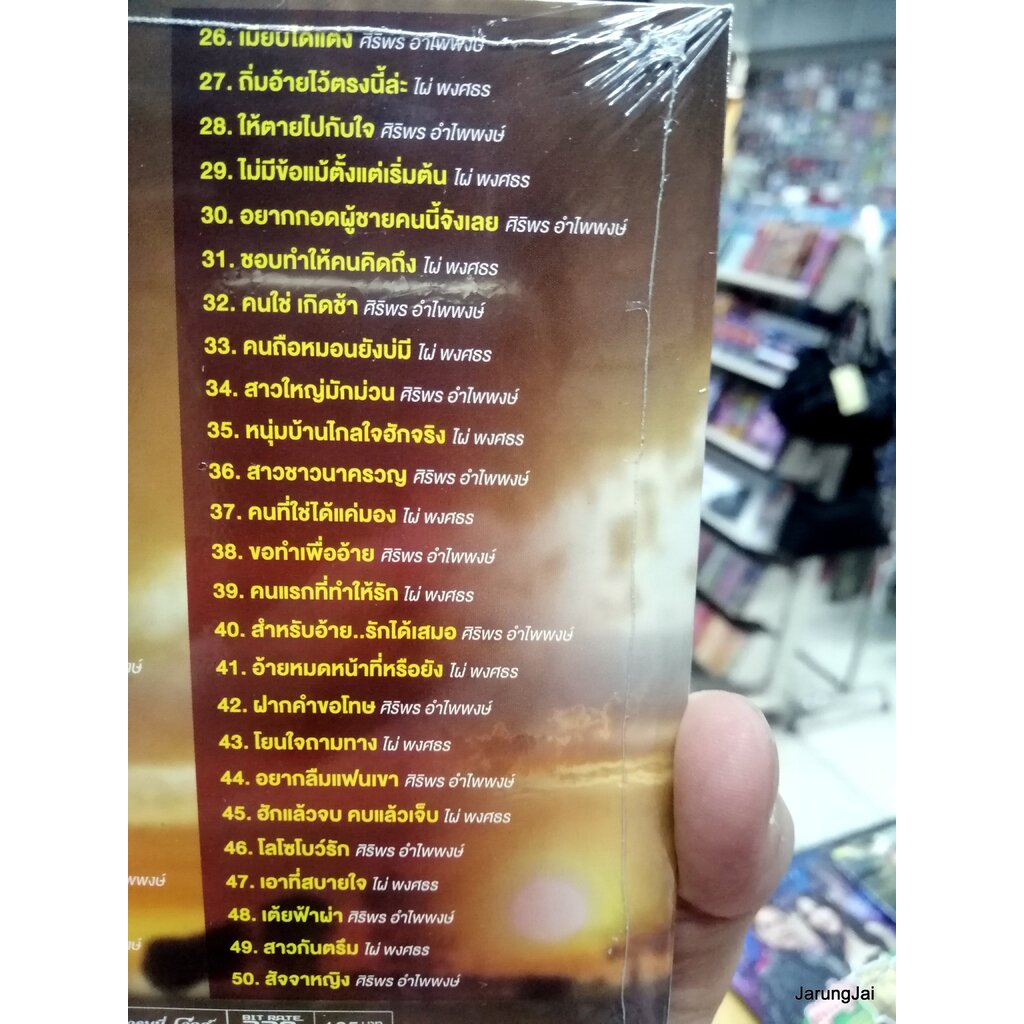 26. เมียบ่ได้แต่ง ศิริพร อำไพพงษ์
27. ถิ่มอ้ายไว้ตรงนี้ล่ะ ไผ่ พงศธร
28. ให้ตายไปกับใจ ศิริพร อำไพพงษ์
29. ไม่มีข้อแม้ตั้งแต่เริ่มต้น ไผ่ พงศธร
30. อยากกอดผู้ชายคนนี้จังเลย ศิริพร อำไพพงษ์
31. ชอบทำให้คนคิดถึง ไผ่ พงศธร
32. คนใช่ เกิดช้า ศิริพร อำไพพงษ์
33. คนถือหมอนยังบ่มี ไผ่ พงศธร
34. สาวใหญ่มักม่วน ศิริพร อำไพพงษ์
35. หนุ่มบ้านไกลใจฮักจริง ไผ่ พงศธร
36. สาวชาวนาครวญ ศิริพร อำไพพงษ์
37. คนที่ใช่ได้แค่มอง ไผ่ พงศธร
38. ขอทำเพื่ออ้าย ศิริพร อำไพพงษ์
39. คนแรกที่ทำให้รัก ไผ่ พงศธร
40. สำหรับอ้าย..รักได้เสมอ ศิริพร อำไพพงษ์
41. อ้ายหมดหน้าที่หรือยัง ไผ่ พงศธร
42. ฝากคำขอโทษ ศิริพร อำไพพงษ์
43. โยนใจถามทาง ไผ่ พงศธร
44. อยากลืมแฟนเขา ศิริพร อำไพพงษ์
45. ฮักแล้วจบ คบแล้วเจ็บ ไผ่ พงศธร
46. โลโซโบว์รัก ศิริพร อำไพพงษ์
47. เอาที่สบายใจ ไผ่ พงศธร
48. เต้ยฟ้าผ่า ศิริพร อำไพพงษ์
49. สาวกันตรึม ไผ่ พงศธร
50. สัจจาหญิง ศิริพร อำไพพงษ์
BIT RATE
JarungJai